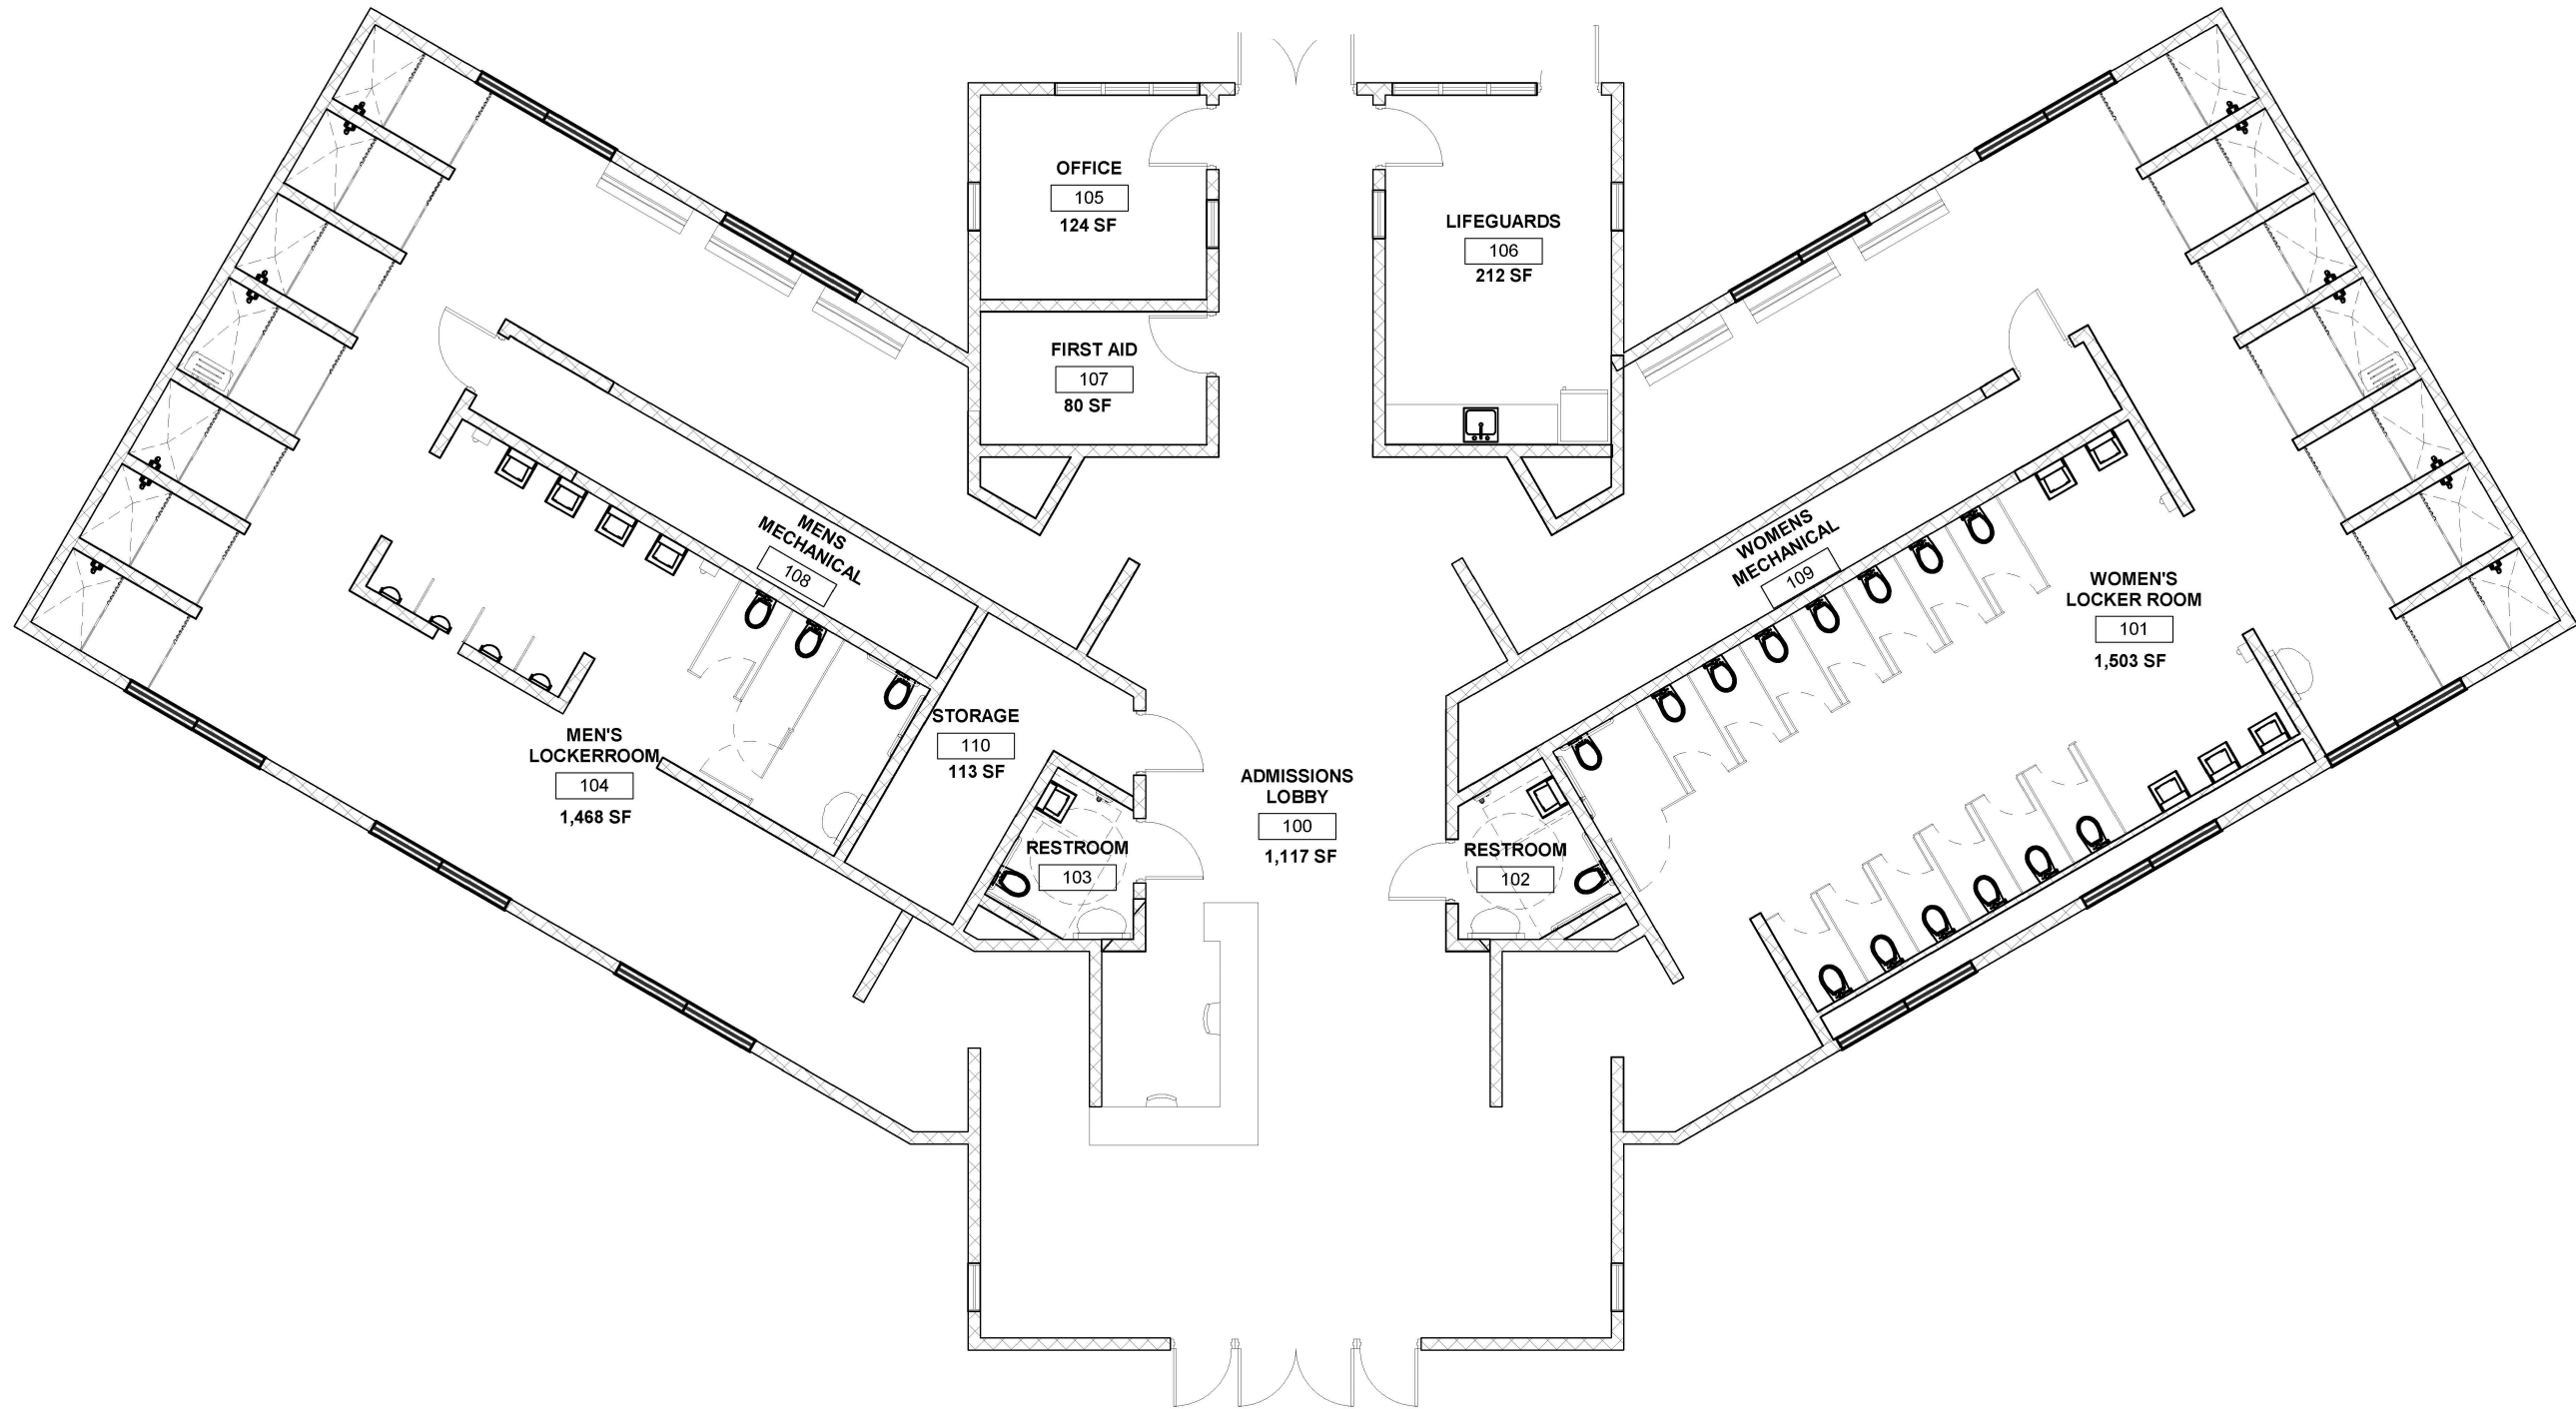 OFFICE
105
124 SF
LIFEGUARDS
106
212 SF
FIRST AID
107
80 SF
MENS
MECHANICAL
108
WOMENS
MECHANICAL
109
WOMEN'S
LOCKER ROOM
101
1,503 SF
MEN'S
LOCKERROOM
104
1,468 SF
STORAGE
110
113 SF
ADMISSIONS
LOBBY
100
1,117 SF
RESTROOM
103
RESTROOM
102